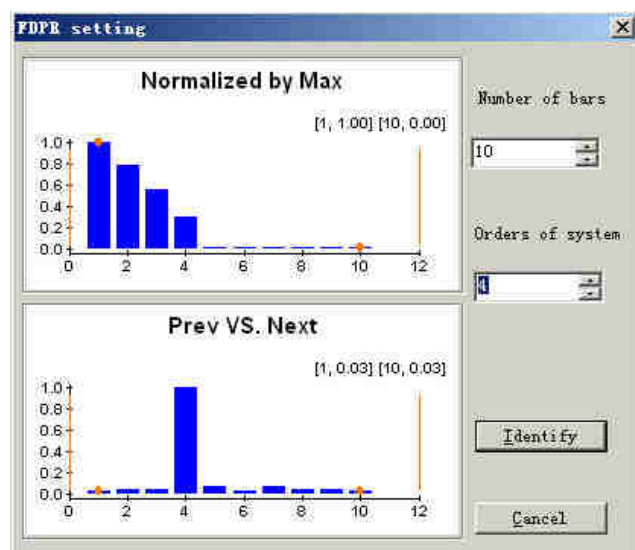 FDPR setting
Normalized by Max
[1, 1.00] [10, 0.00]
1.0
0.8
0.6
0.4
0.2
0.0
0 2 4 6 8 10 12
Number of bars
10
Orders of system
4
Prev VS. Next
[1, 0.03] [10, 0.03]
1.0
0.8
0.6
0.4
0.2
0.0
0 2 4 6 8 10 12
Identify
Cancel